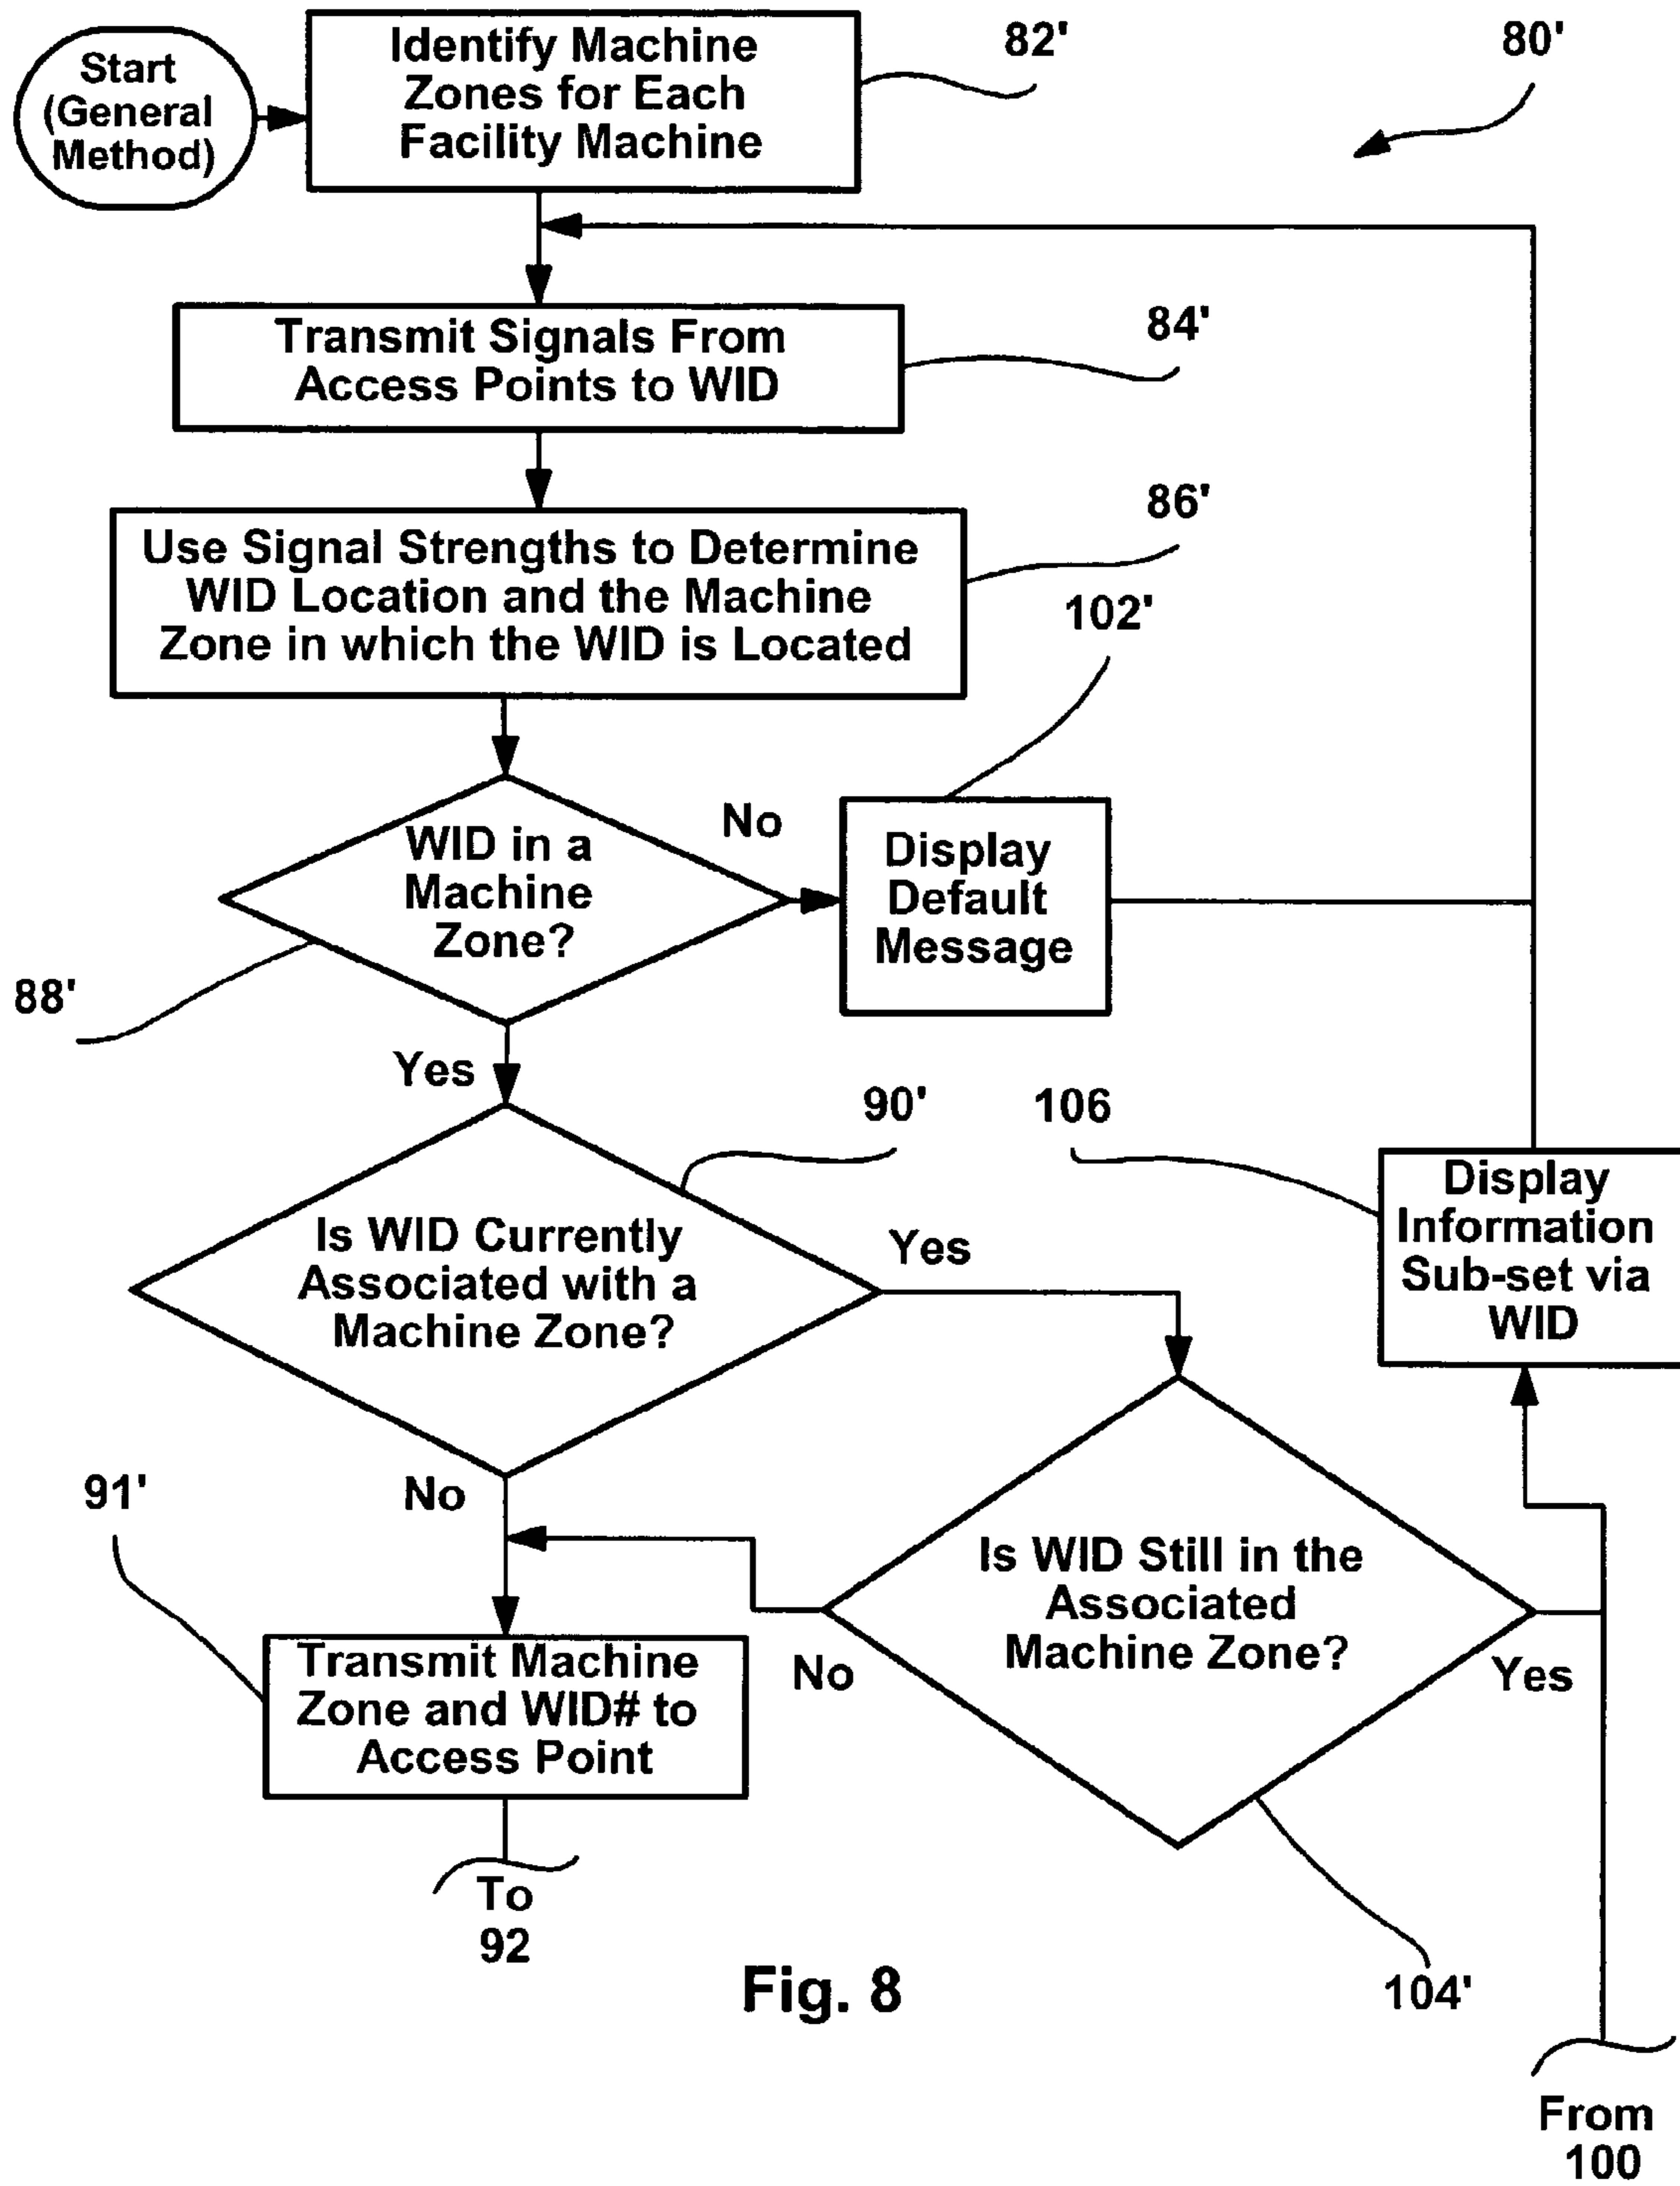 Start
(General
Method)
Identify Machine
Zones for Each
Facility Machine
82'
80'
Transmit Signals From
Access Points to WID
84'
Use Signal Strengths to Determine
WID Location and the Machine
Zone in which the WID is Located
86'
102'
WID in a
Machine
Zone?
No
Display
Default
Message
88'
Yes
90'
106
Is WID Currently
Associated with a
Machine Zone?
Yes
Display
Information
Sub-set via
WID
91'
No
Is WID Still in the
Associated
Machine Zone?
No
Yes
Transmit Machine
Zone and WID# to
Access Point
To
92
104'
Fig. 8
From
100